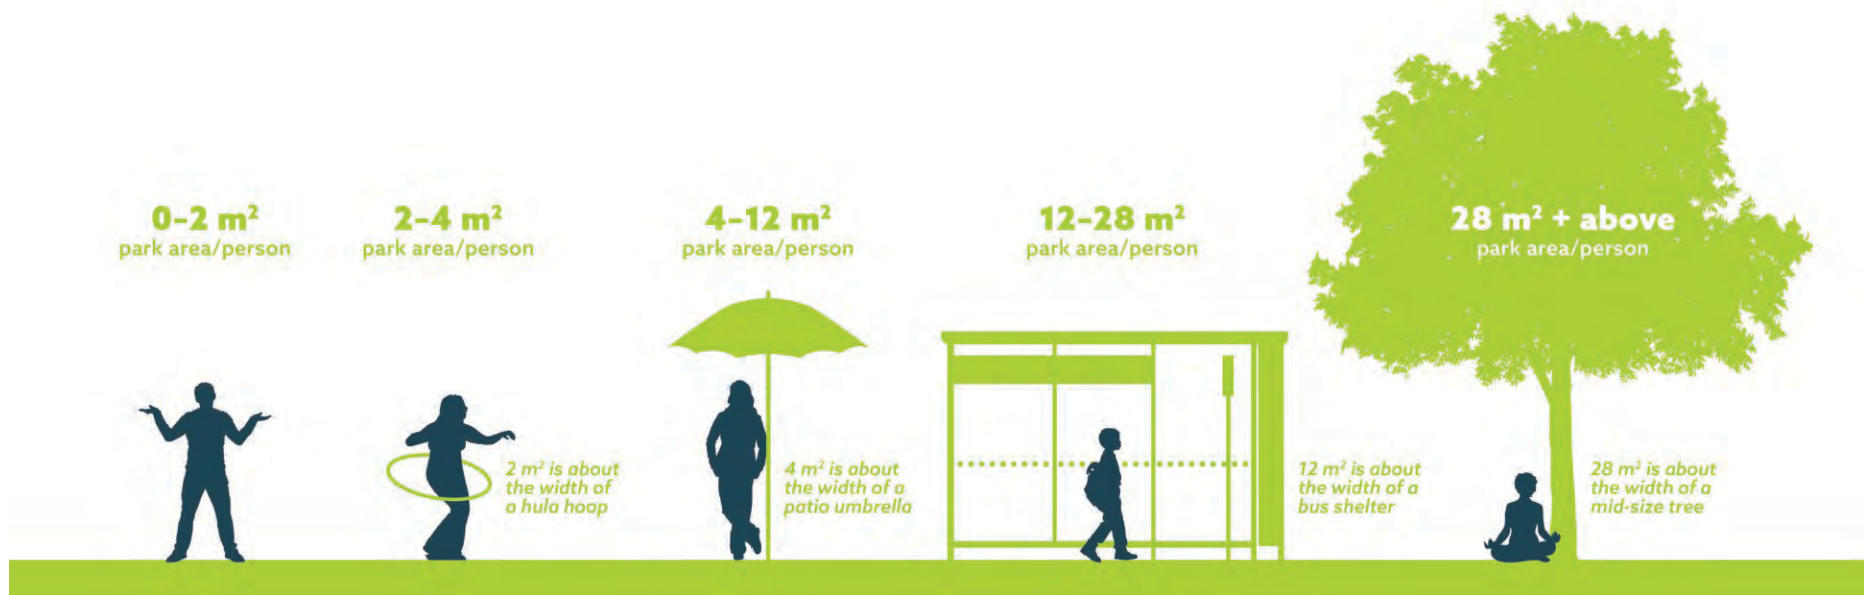 0–2 m²
park area/person
2–4 m²
park area/person
4–12 m²
park area/person
12–28 m²
park area/person
28 m² + above
park area/person
2 m² is about
the width of
a hula hoop
4 m² is about
the width of a
patio umbrella
12 m² is about
the width of a
bus shelter
28 m² is about
the width of a
mid-size tree